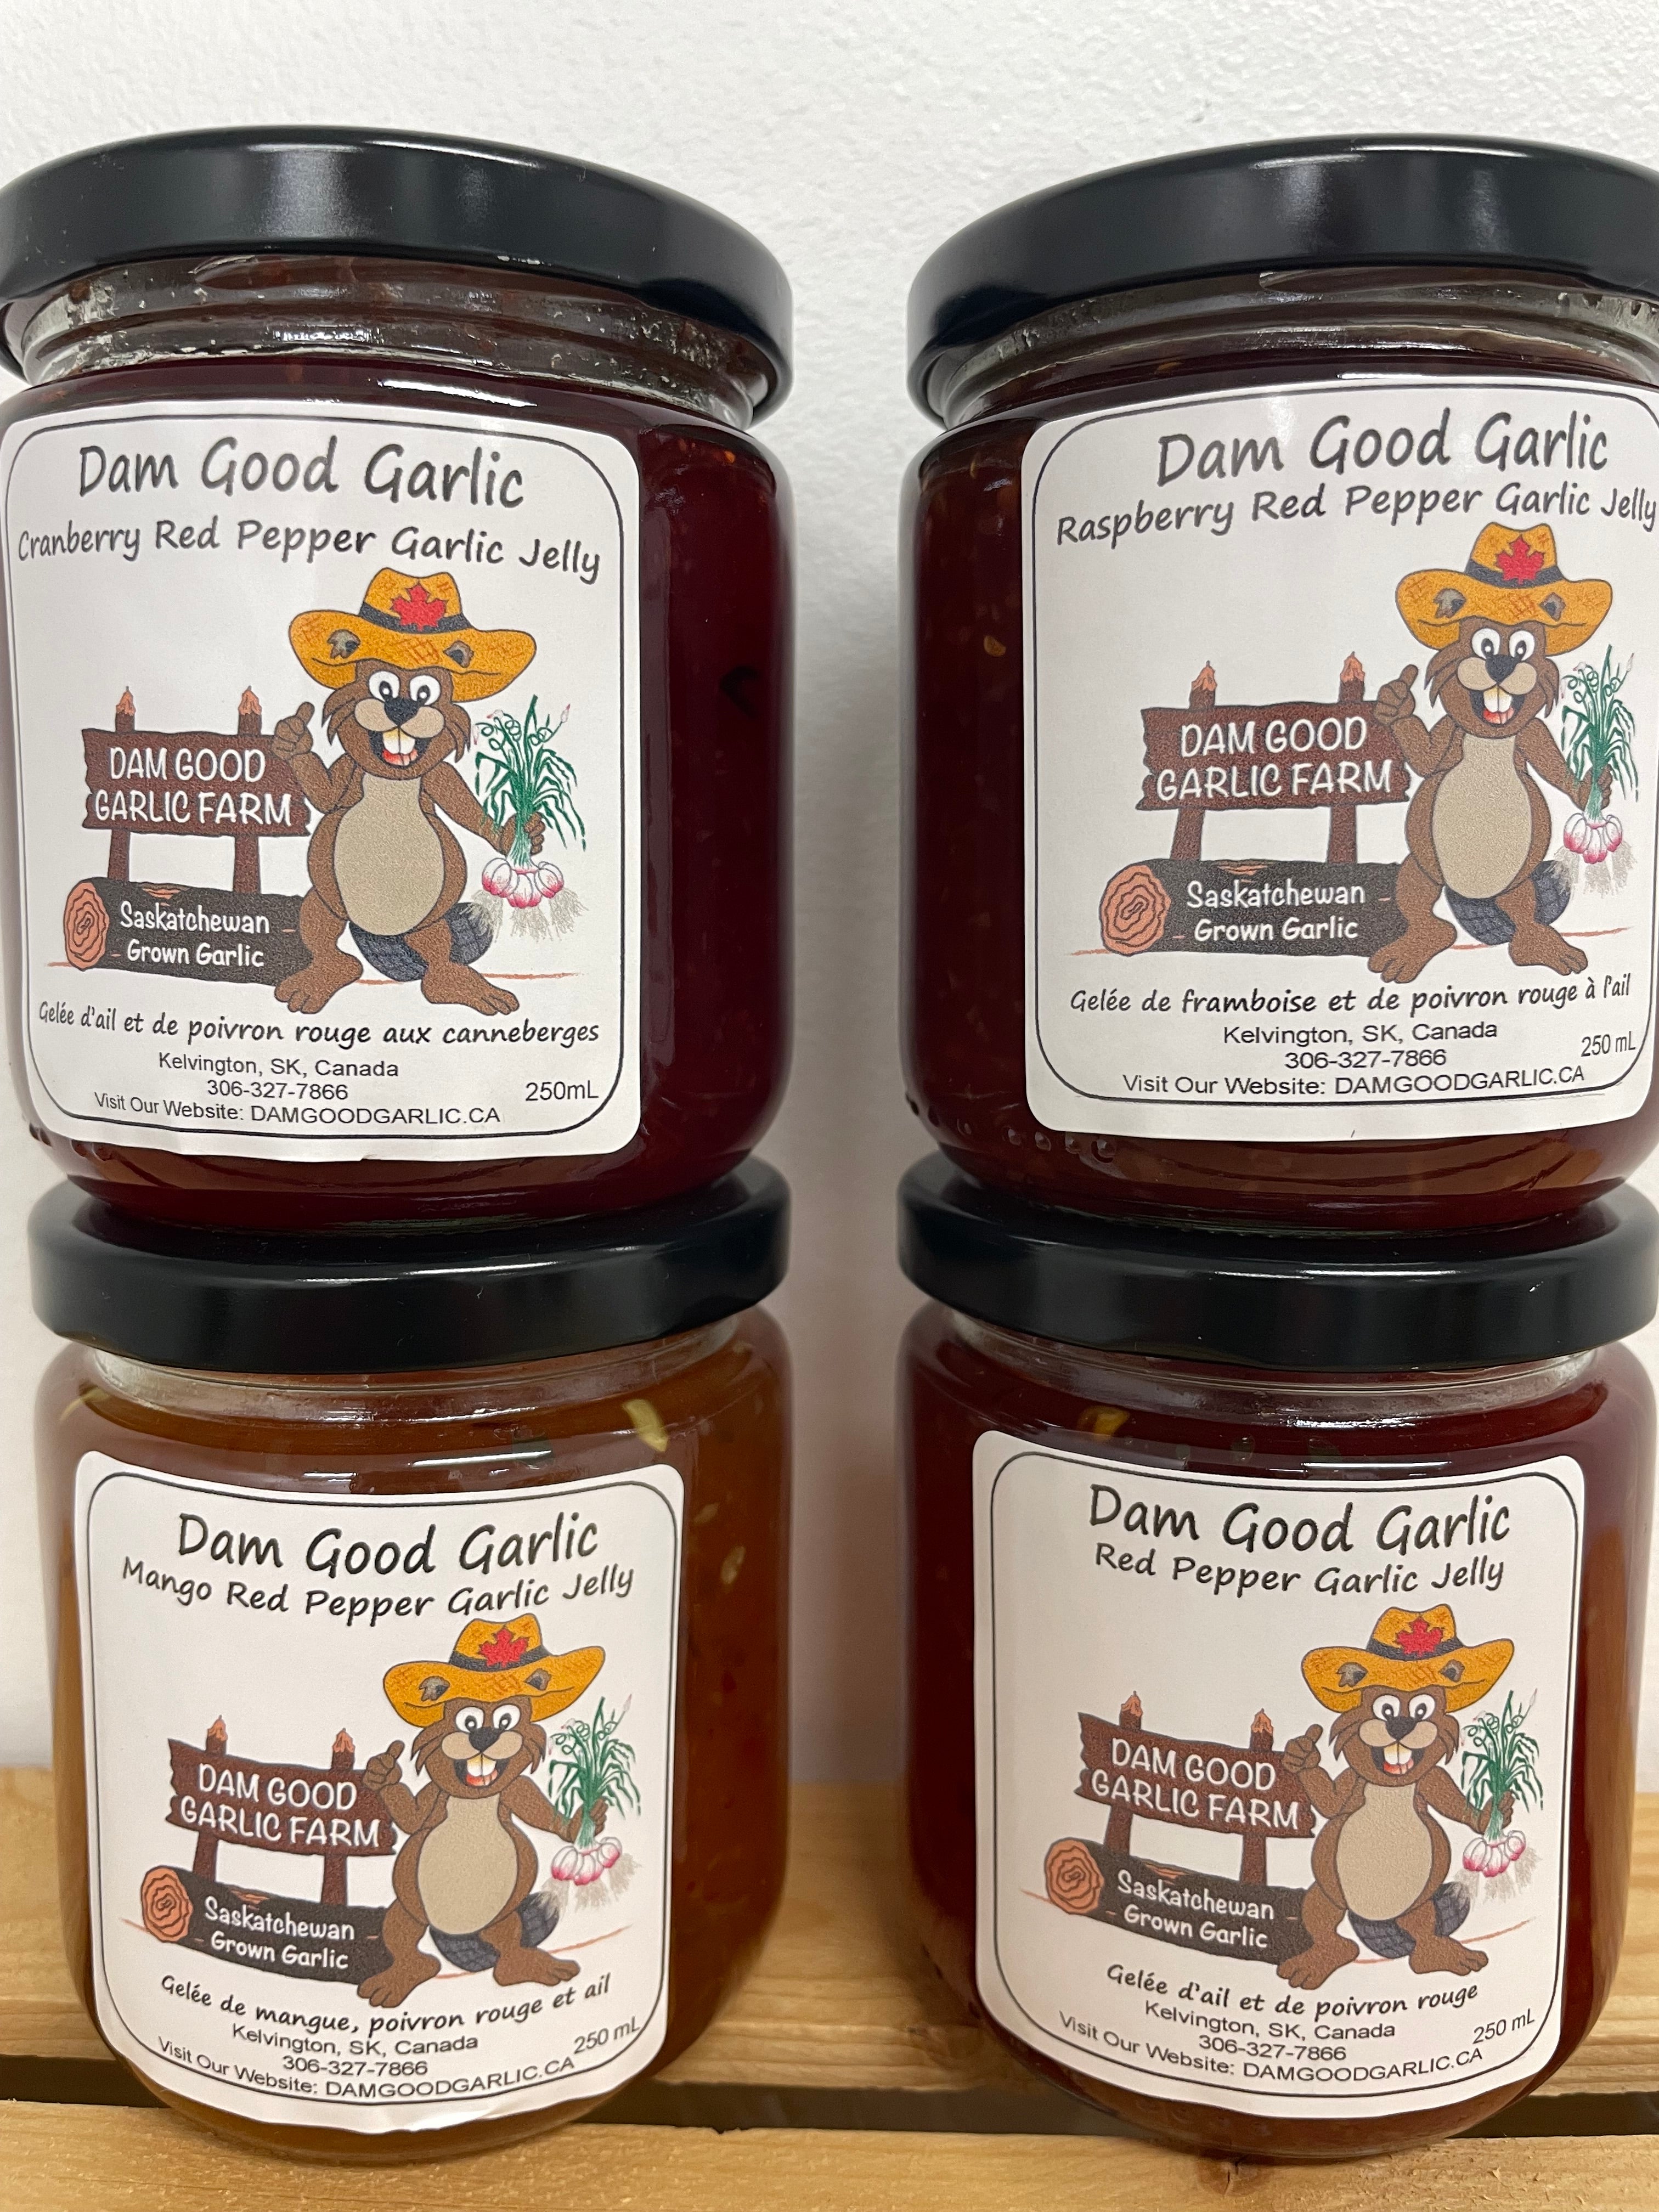 Dam Good Garlic
Cranberry Red Pepper Garlic Jelly
DAM GOOD
GARLIC FARM
Saskatchewan
Grown Garlic
Gelée d'ail et de poivron rouge aux canneberges
Kelvington, SK, Canada
306-327-7866
250mL
Visit Our Website: DAMGOODGARLIC.CA
Dam Good Garlic
Raspberry Red Pepper Garlic Jelly
DAM GOOD
GARLIC FARM
Saskatchewan
Grown Garlic
Gelée de framboise et de poivron rouge à l'ail
Kelvington, SK, Canada
306-327-7866
250 mL
Visit Our Website: DAMGOODGARLIC.CA
Dam Good Garlic
Mango Red Pepper Garlic Jelly
DAM GOOD
GARLIC FARM
Saskatchewan
Grown Garlic
Gelée de mangue, poivron rouge et ail
Kelvington, SK, Canada
306-327-7866
250 mL
Visit Our Website: DAMGOODGARLIC.CA
Dam Good Garlic
Red Pepper Garlic Jelly
DAM GOOD
GARLIC FARM
Saskatchewan
Grown Garlic
Gelée d'ail et de poivron rouge
Kelvington, SK, Canada
306-327-7866
250 mL
Visit Our Website: DAMGOODGARLIC.CA